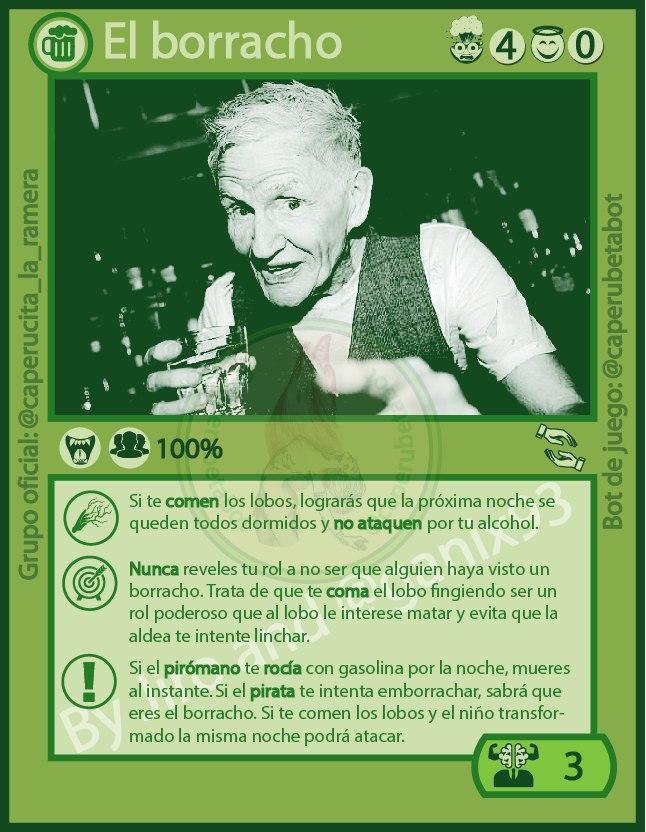 El borracho
4
0
Grupo oficial: @caperucita_la_ramera
Bot de juego: @caperubetabot
100%
Si te comen los lobos, lograrás que la próxima noche se
queden todos dormidos y no ataquen por tu alcohol.
Nunca reveles tu rol a no ser que alguien haya visto un
borracho. Trata de que te coma el lobo fingiendo ser un
rol poderoso que al lobo le interese matar y evita que la
aldea te intente linchar.
Si el pirómano te rocía con gasolina por la noche, mueres
al instante. Si el pirata te intenta emborrachar, sabrá que
eres el borracho. Si te comen los lobos y el niño transfor-
mado la misma noche podrá atacar.
3